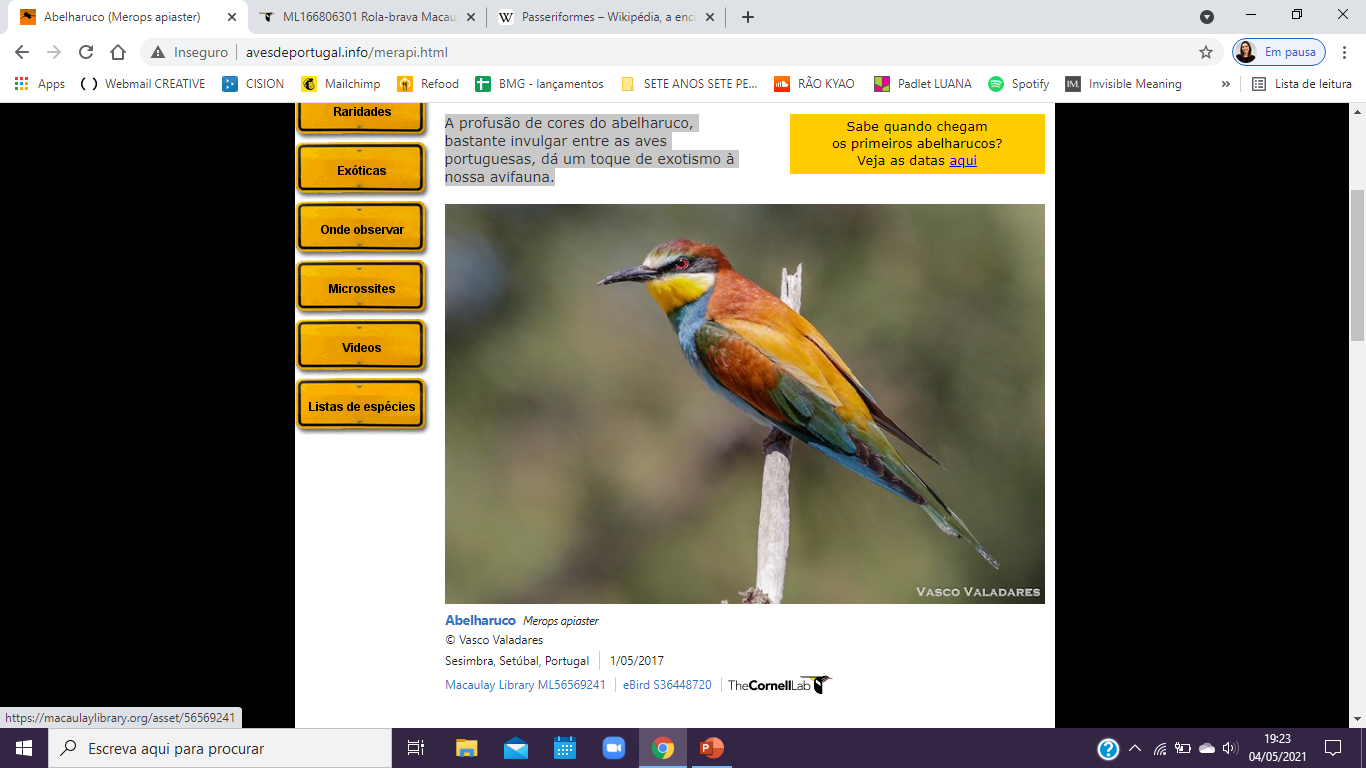 Abelharuco (Merops apiaster)
ML166806301 Rola-brava Macau
Passeriformes – Wikipédia, a enci
Inseguro
avesdeportugal.info/merapi.html
Em pausa
Apps
Webmail CREATIVE
CISION
Mailchimp
Refood
BMG - lançamentos
SETE ANOS SETE PE...
RÃO KYAO
Padlet LUANA
Spotify
Invisible Meaning
»
Lista de leitura
Raridades
Exóticas
Onde observar
Microssites
Videos
Listas de espécies
A profusão de cores do abelharuco,
bastante invulgar entre as aves
portuguesas, dá um toque de exotismo à
nossa avifauna.
Sabe quando chegam
os primeiros abelharucos?
Veja as datas aqui
VASCO VALADARES
Abelharuco Merops apiaster
© Vasco Valadares
Sesimbra, Setúbal, Portugal 1/05/2017
Macaulay Library ML56569241 eBird S36448720 TheCornellLab
https://macaulaylibrary.org/asset/56569241
Escreva aqui para procurar
19:23
04/05/2021